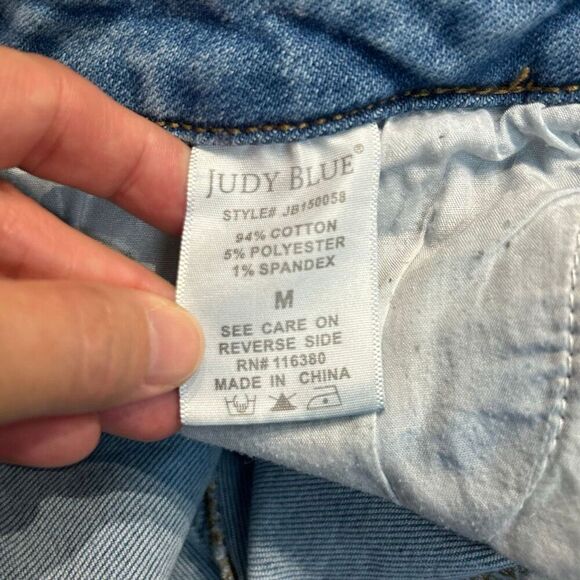 JUDY BLUE®
STYLE# JB150058
94% COTTON
5% POLYESTER
1% SPANDEX
M
SEE CARE ON
REVERSE SIDE
RN# 116380
MADE IN CHINA